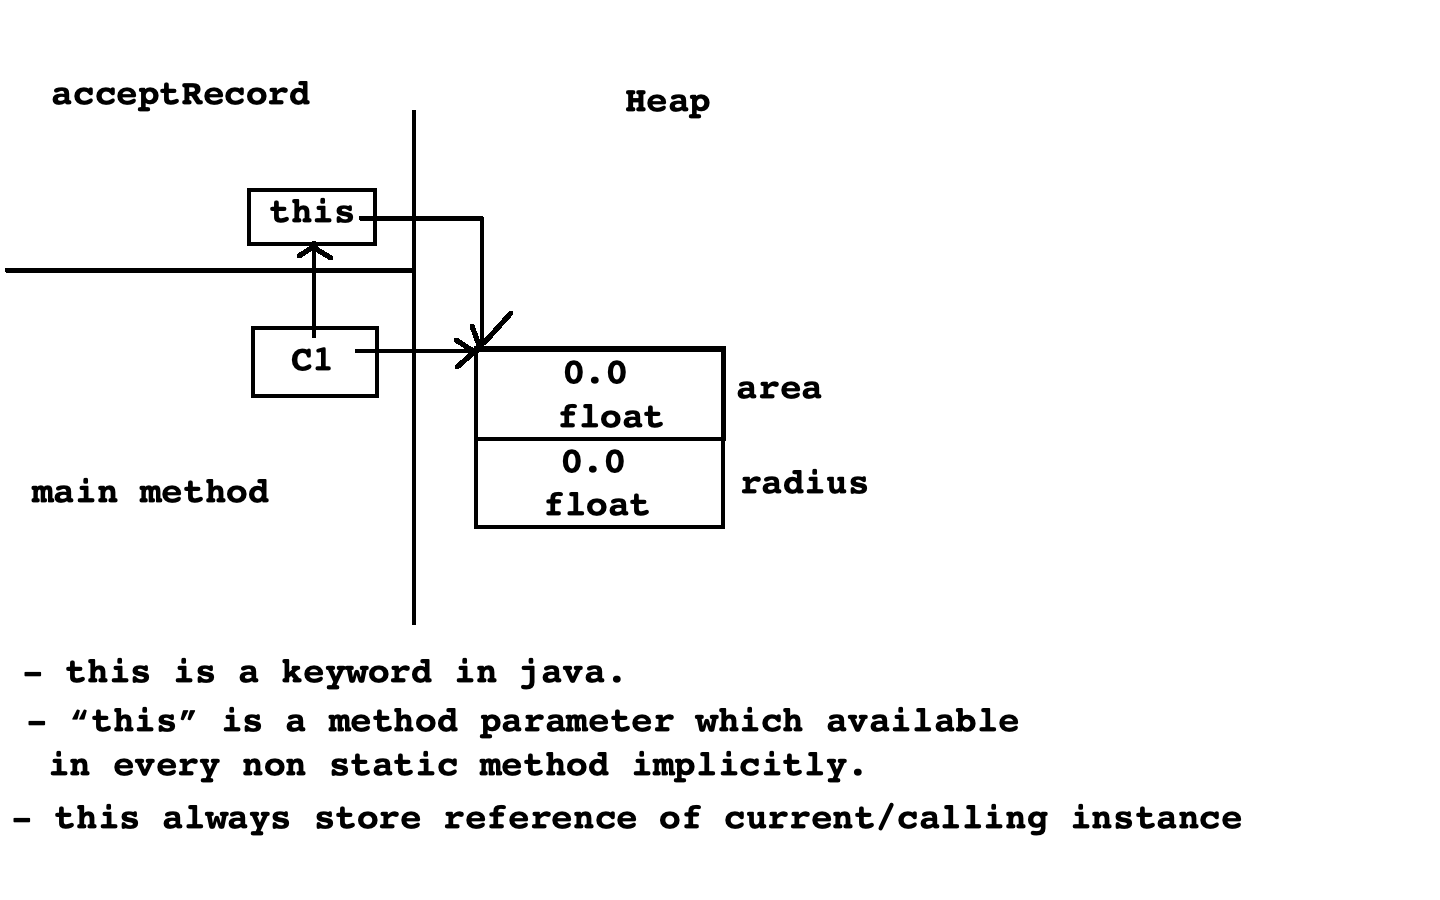 acceptRecord
Heap
this
C1
0.0
float
area
0.0
float
radius
main method
- this is a keyword in java.
- “this” is a method parameter which available
in every non static method implicitly.
- this always store reference of current/calling instance